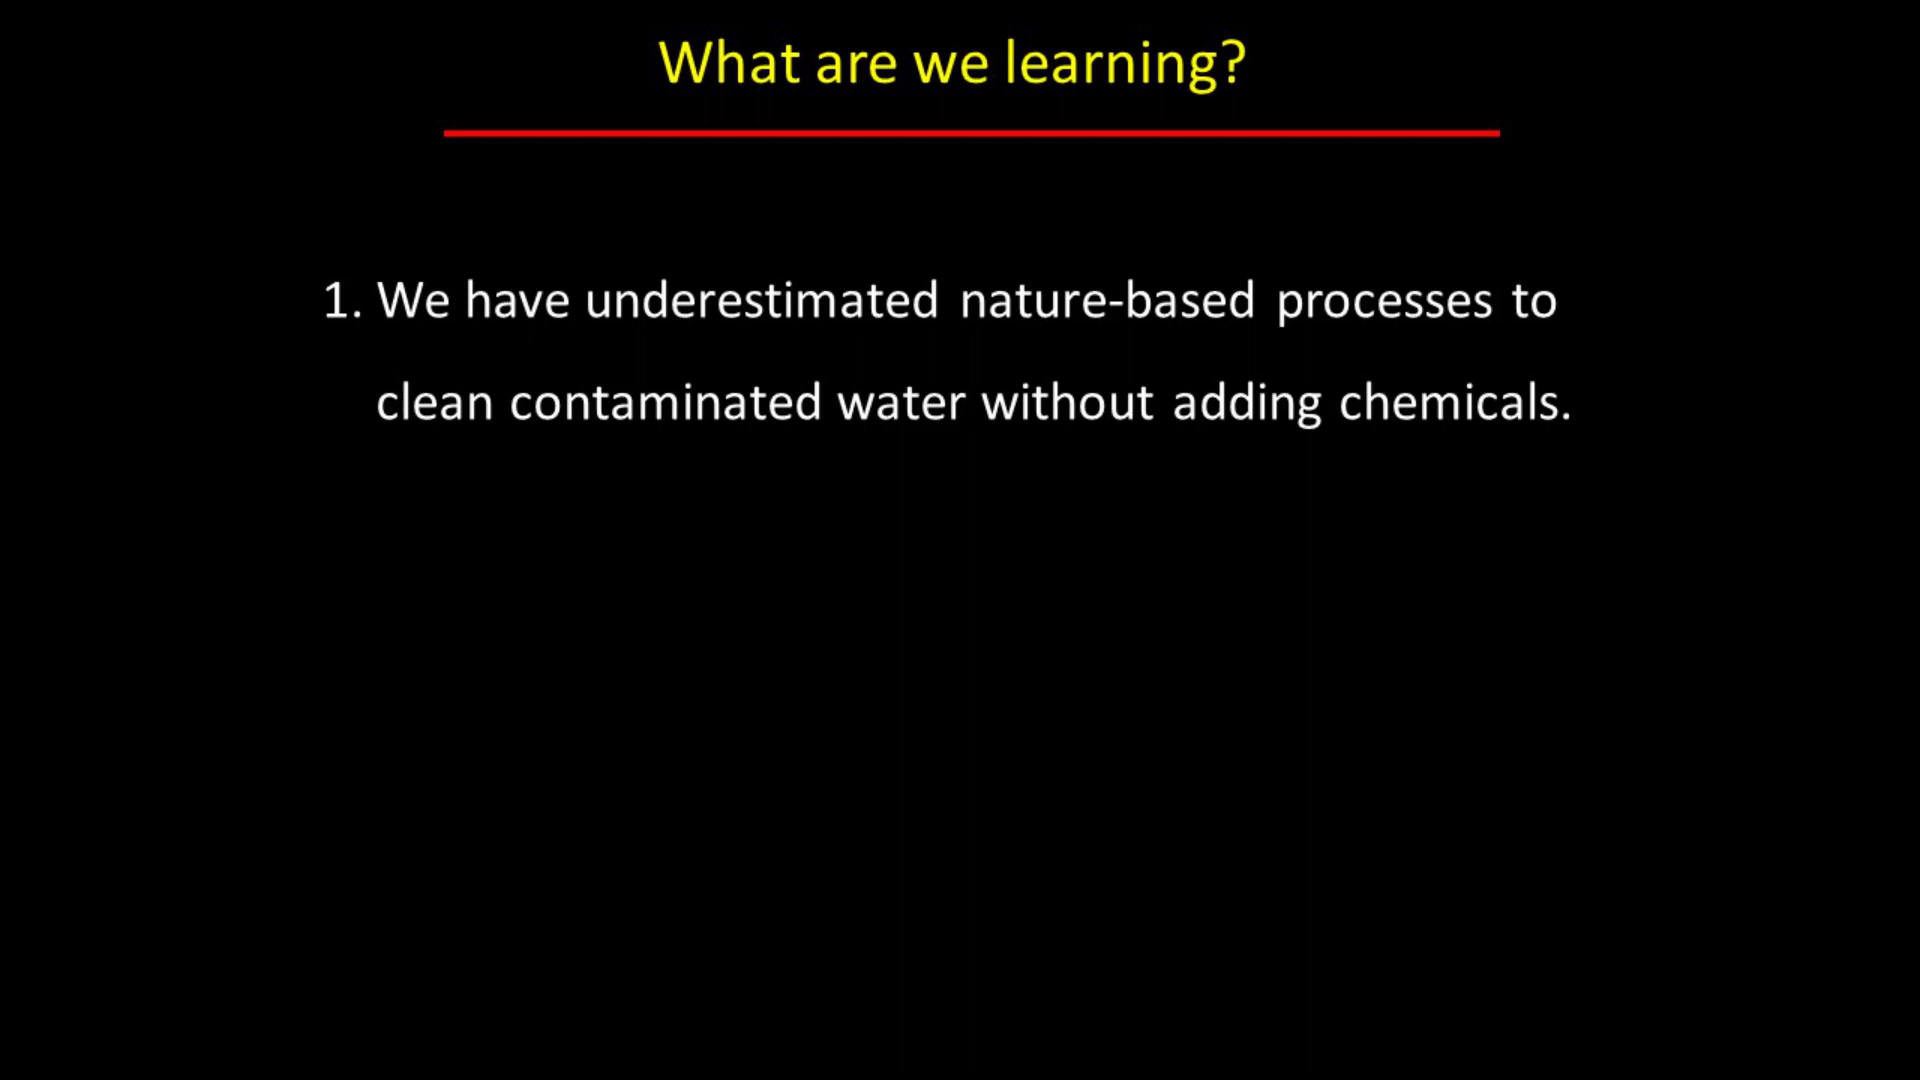 What are we learning?
1. We have underestimated nature-based processes to
clean contaminated water without adding chemicals.